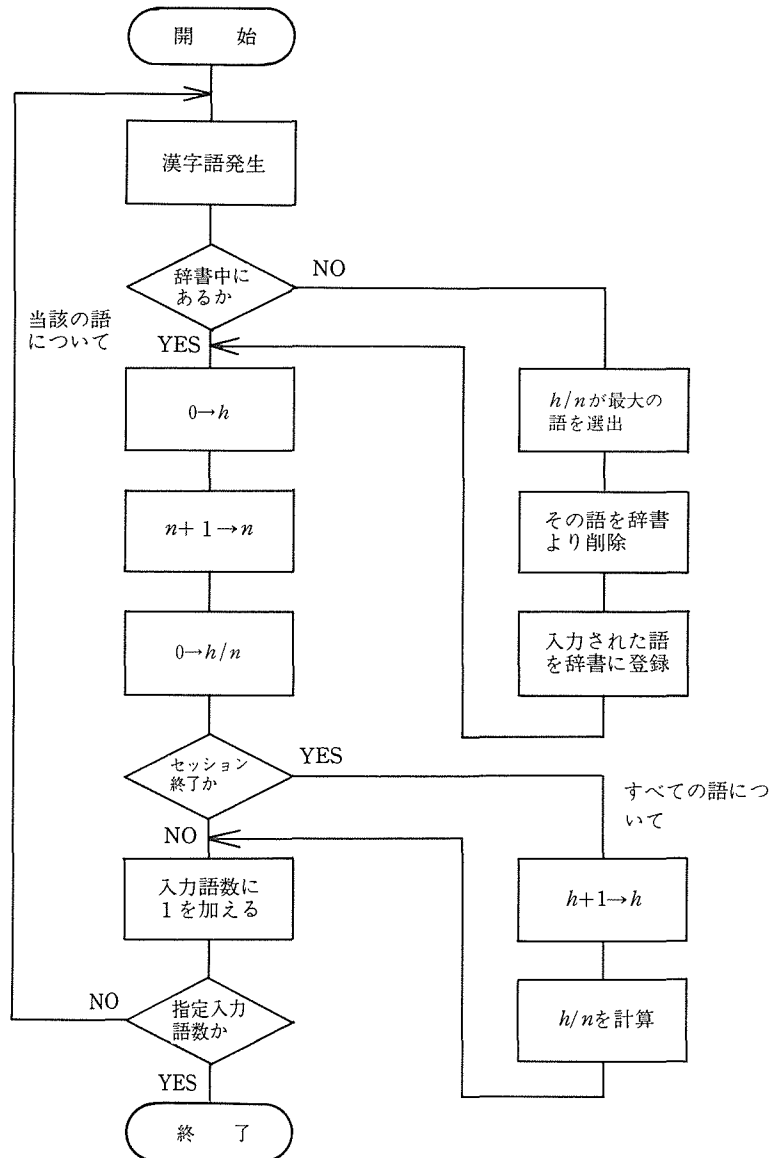 開 始
漢字語発生
辞書中に
あるか
NO
当該の語
について
YES
h/nが最大の
語を選出
0→h
その語を辞書
より削除
n+1→n
入力された語
を辞書に登録
0→h/n
セッション
終了か
YES
すべての語につ
いて
NO
入力語数に
1を加える
h+1→h
h/nを計算
指定入力
語数か
NO
YES
終 了